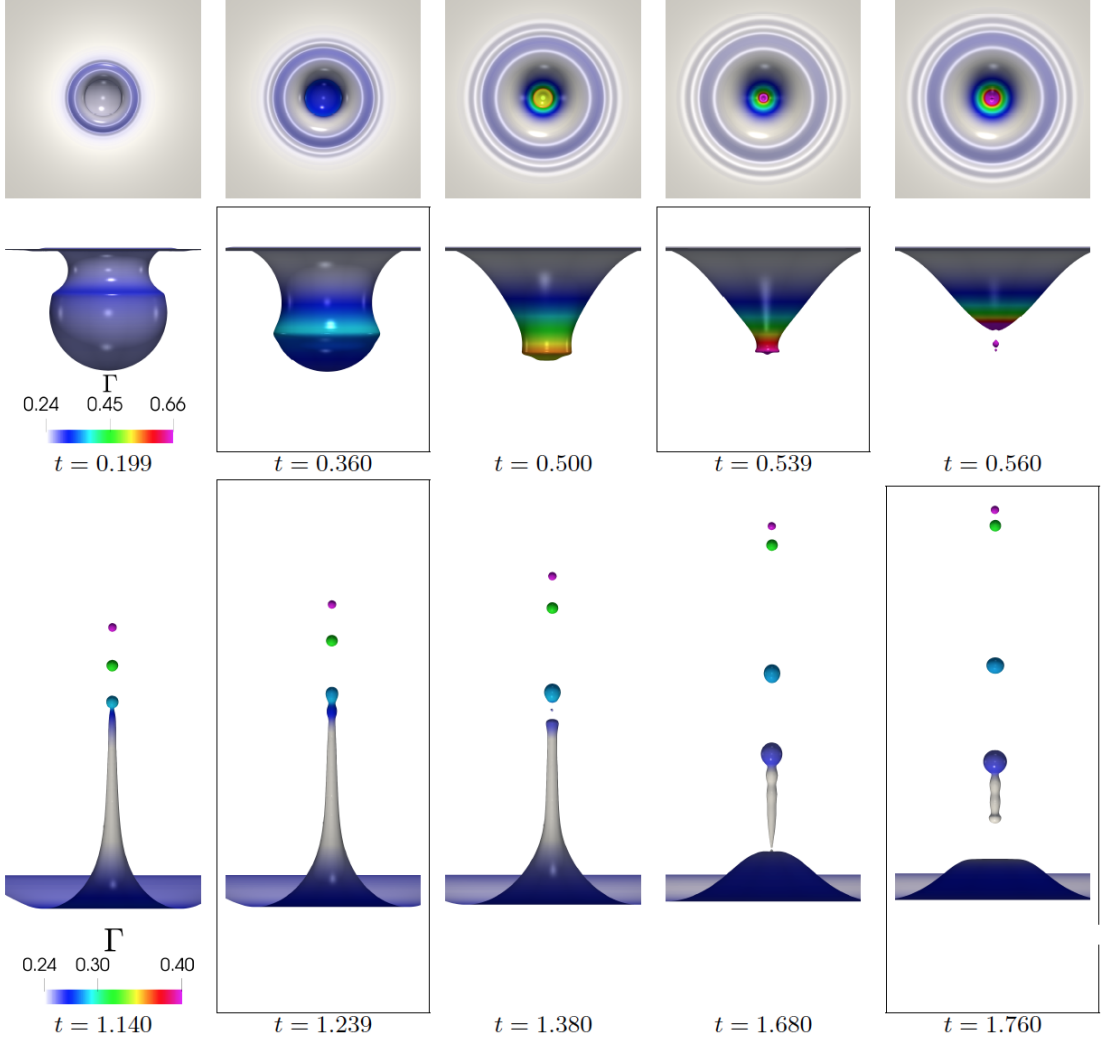 Γ
0.24 0.45 0.66
t = 0.199 t = 0.360 t = 0.500 t = 0.539 t = 0.560
Γ
0.24 0.30 0.40
t = 1.140 t = 1.239 t = 1.380 t = 1.680 t = 1.760